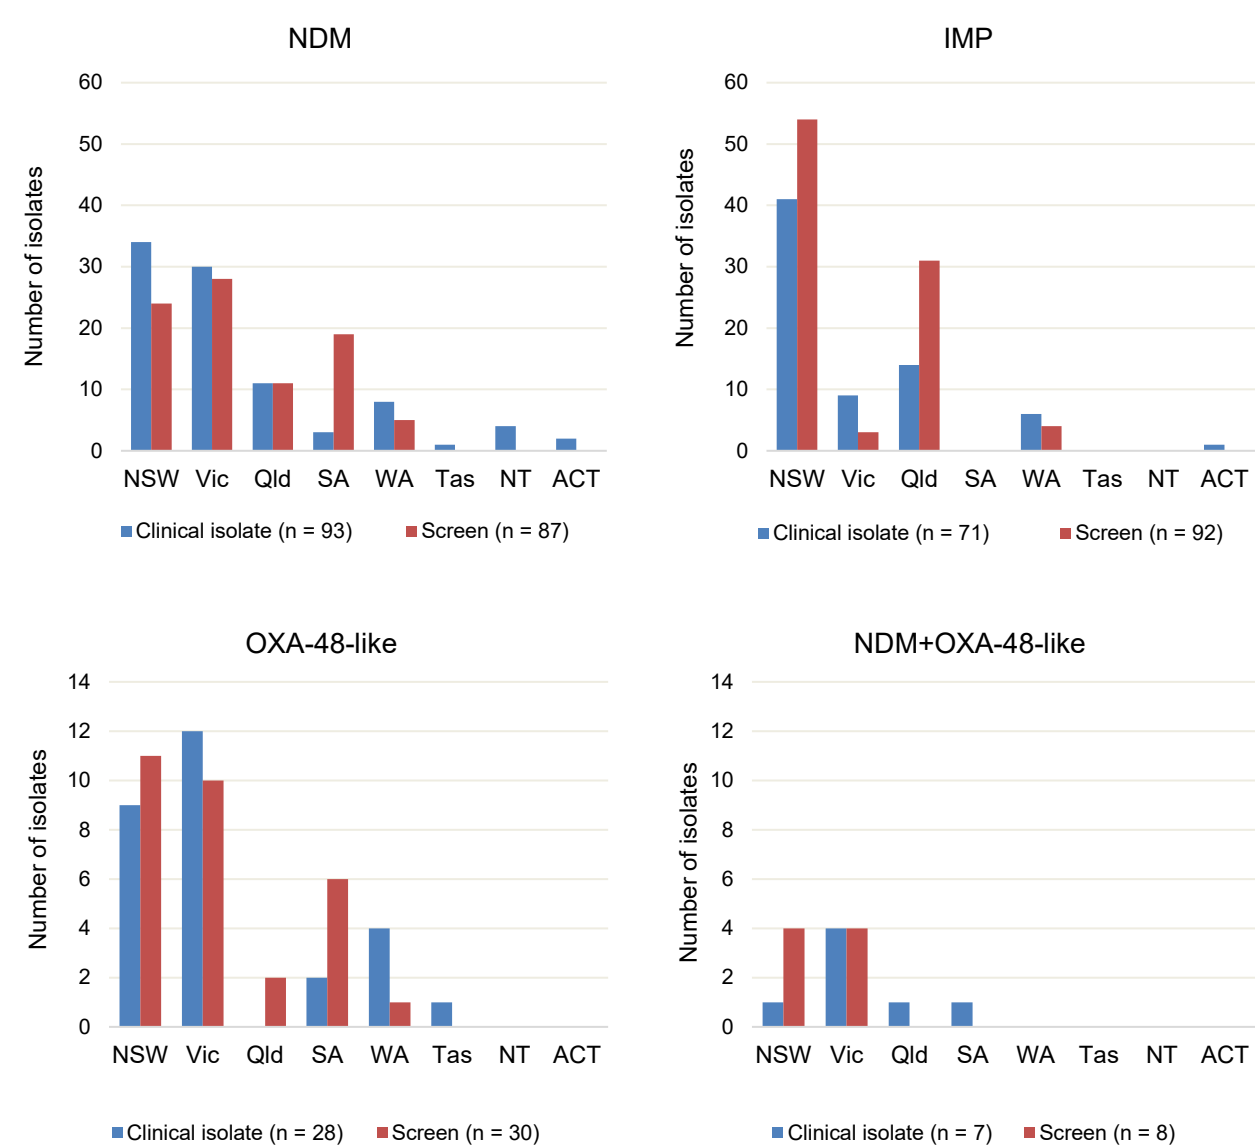 NDM
60
50
40
30
20
10
0
Number of isolates
NSW Vic Qld SA WA Tas NT ACT
Clinical isolate (n = 93) Screen (n = 87)
IMP
60
50
40
30
20
10
0
Number of isolates
NSW Vic Qld SA WA Tas NT ACT
Clinical isolate (n = 71) Screen (n = 92)
OXA-48-like
14
12
10
8
6
4
2
0
Number of isolates
NSW Vic Qld SA WA Tas NT ACT
Clinical isolate (n = 28) Screen (n = 30)
NDM+OXA-48-like
14
12
10
8
6
4
2
0
Number of isolates
NSW Vic Qld SA WA Tas NT ACT
Clinical isolate (n = 7) Screen (n = 8)